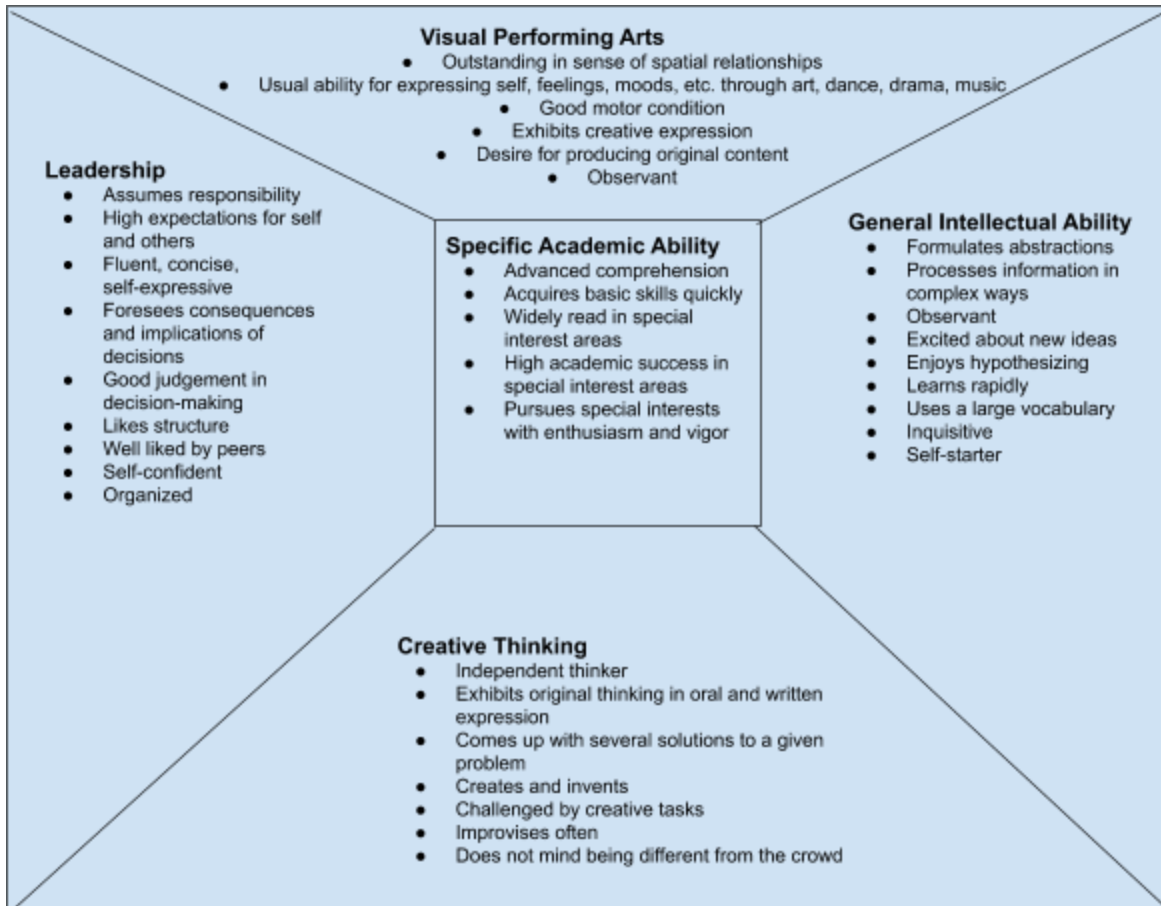 Visual Performing Arts
● Outstanding in sense of spatial relationships
● Usual ability for expressing self, feelings, moods, etc. through art, dance, drama, music
● Good motor condition
● Exhibits creative expression
● Desire for producing original content
● Observant
Leadership
● Assumes responsibility
● High expectations for self
and others
● Fluent, concise,
self-expressive
● Foresees consequences
and implications of
decisions
● Good judgement in
decision-making
● Likes structure
● Well liked by peers
● Self-confident
● Organized
Specific Academic Ability
● Advanced comprehension
● Acquires basic skills quickly
● Widely read in special
interest areas
● High academic success in
special interest areas
● Pursues special interests
with enthusiasm and vigor
General Intellectual Ability
● Formulates abstractions
● Processes information in
complex ways
● Observant
● Excited about new ideas
● Enjoys hypothesizing
● Learns rapidly
● Uses a large vocabulary
● Inquisitive
● Self-starter
Creative Thinking
● Independent thinker
● Exhibits original thinking in oral and written
expression
● Comes up with several solutions to a given
problem
● Creates and invents
● Challenged by creative tasks
● Improvises often
● Does not mind being different from the crowd